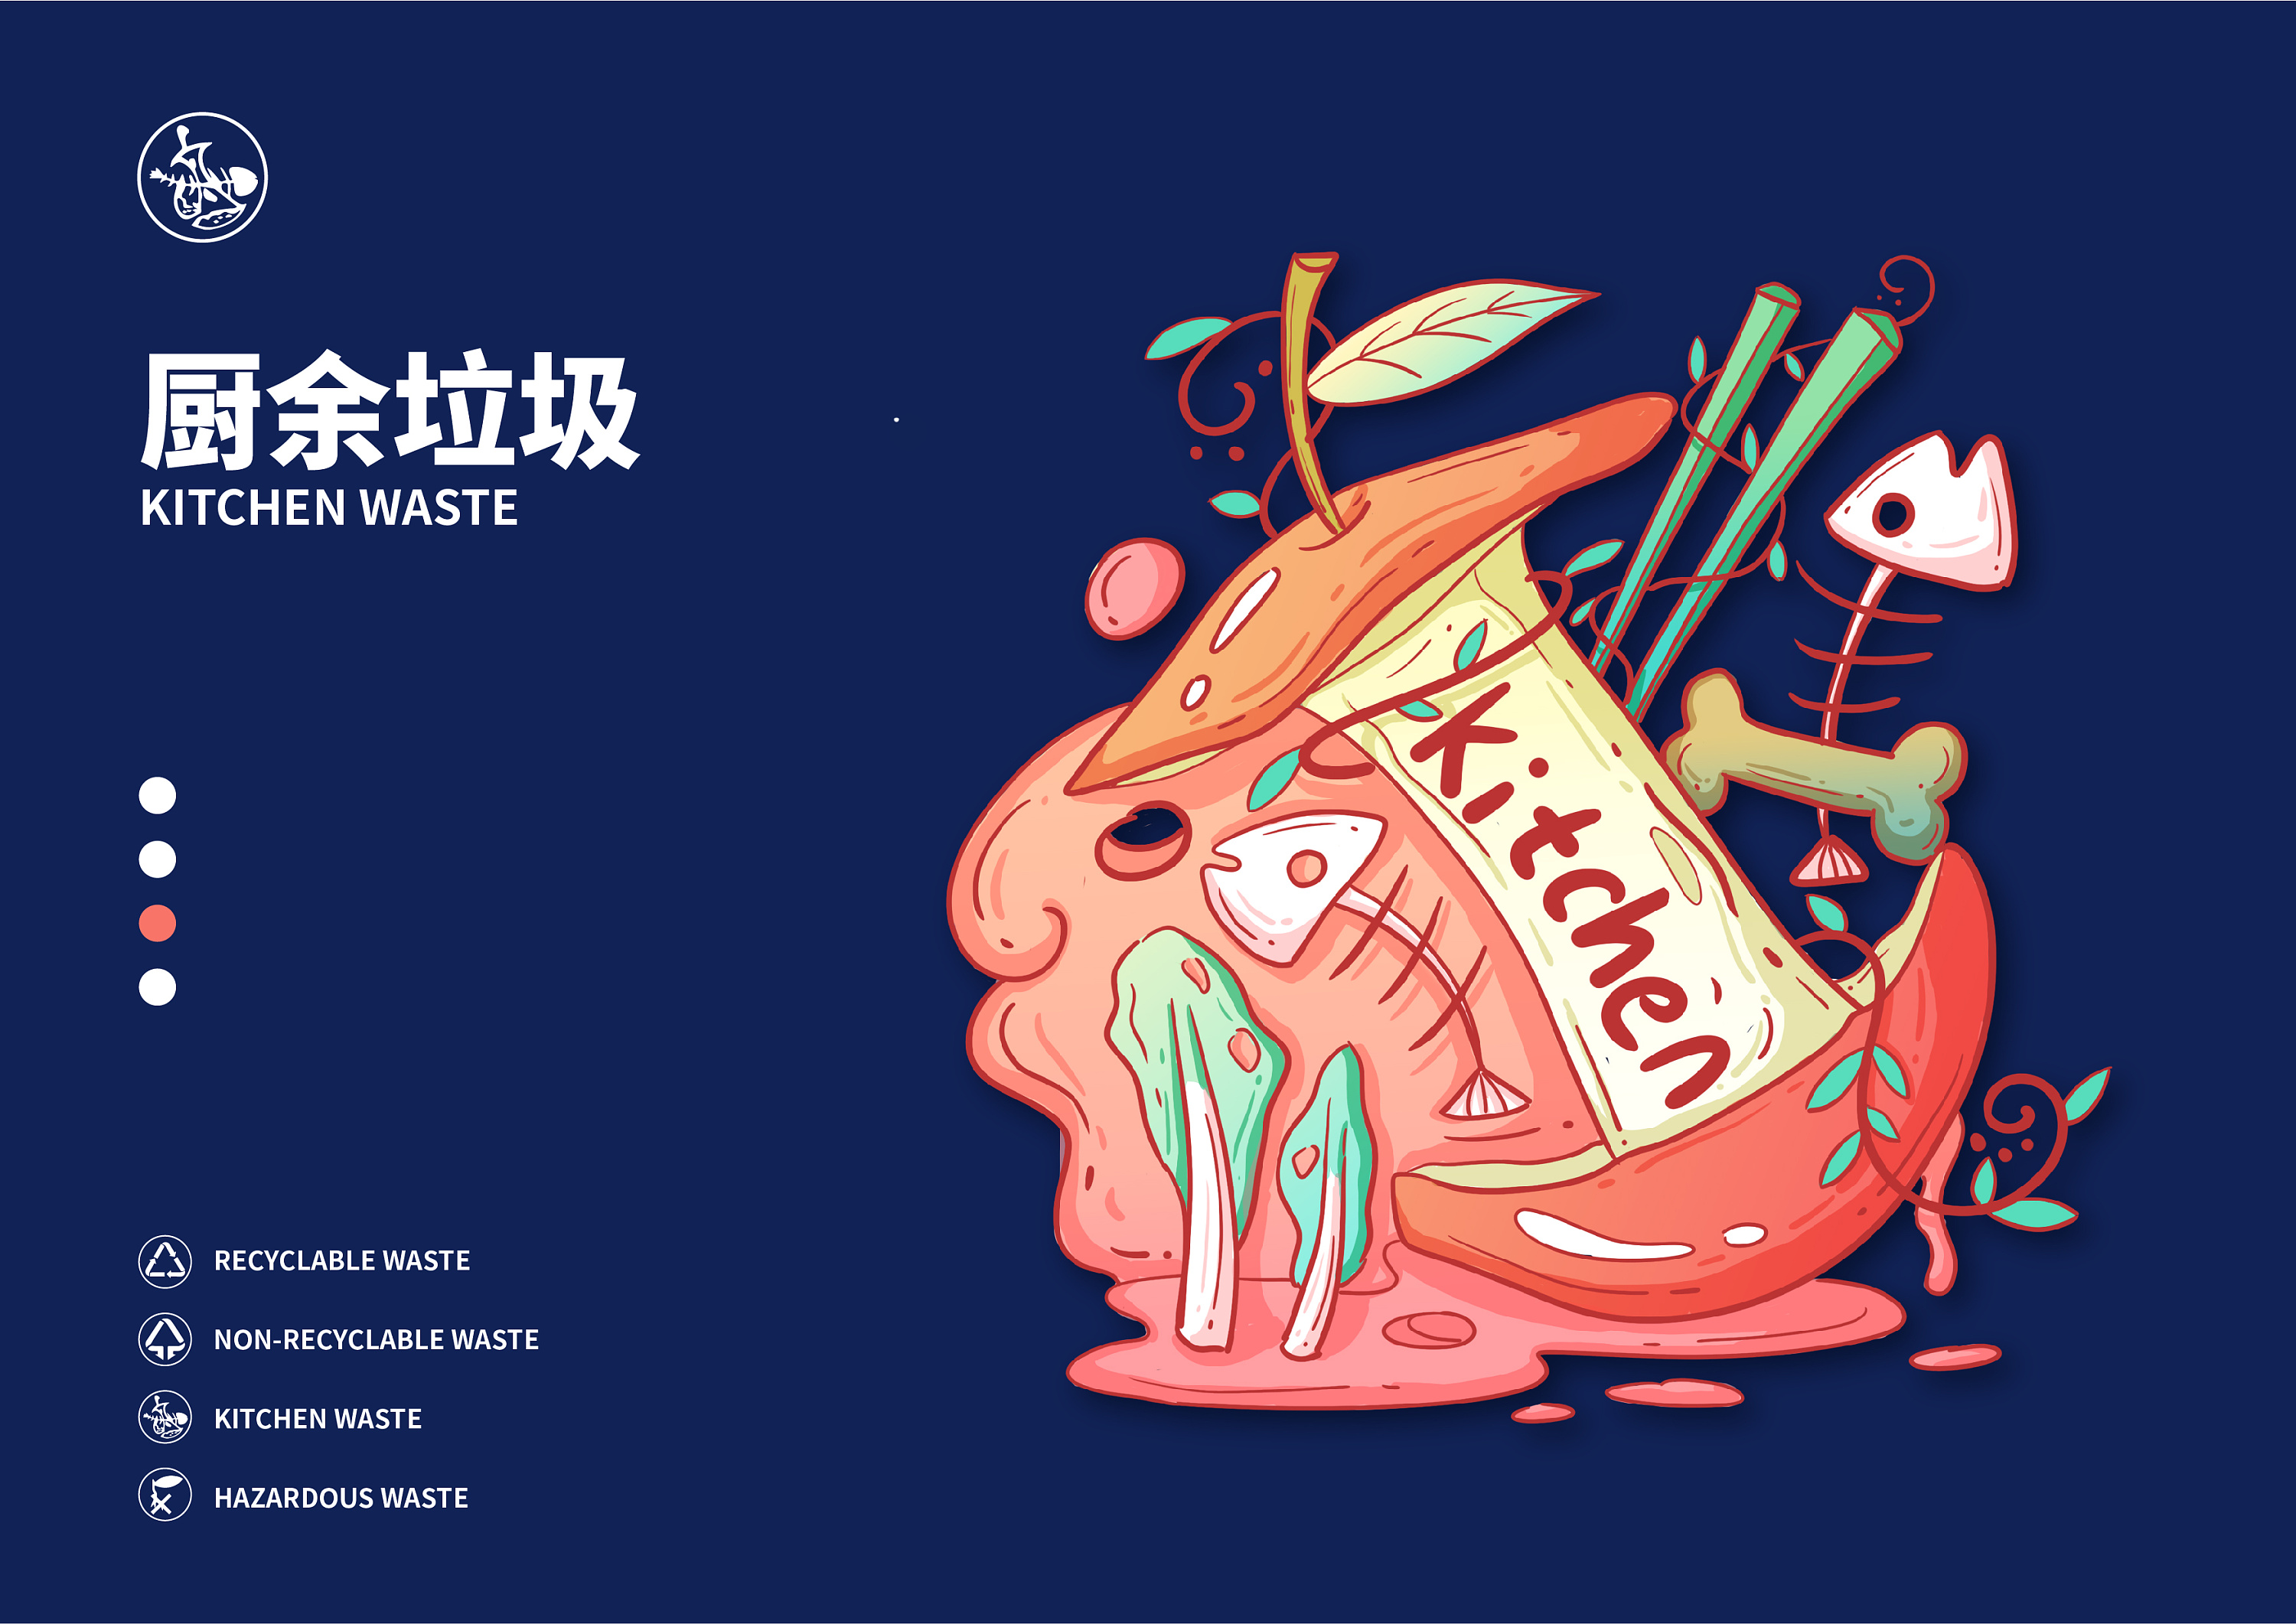 厨余垃圾
KITCHEN WASTE
kitchen
RECYCLABLE WASTE
NON-RECYCLABLE WASTE
KITCHEN WASTE
HAZARDOUS WASTE